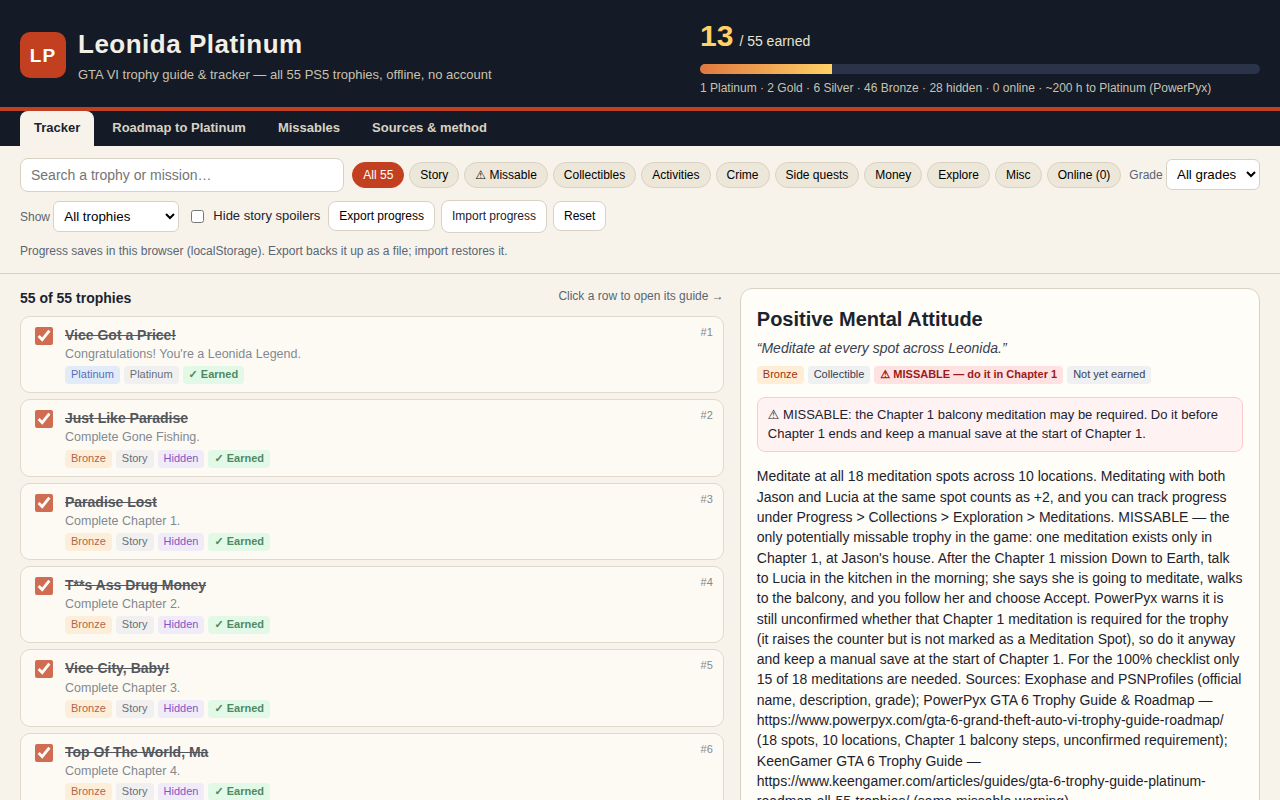 LP
Leonida Platinum
GTA VI trophy guide & tracker — all 55 PS5 trophies, offline, no account
13 / 55 earned
1 Platinum · 2 Gold · 6 Silver · 46 Bronze · 28 hidden · 0 online · ~200 h to Platinum (PowerPyx)
Tracker Roadmap to Platinum Missables Sources & method
Search a trophy or mission… All 55 Story ⚠ Missable Collectibles Activities Crime Side quests Money Explore Misc Online (0) Grade All grades
Show All trophies Hide story spoilers Export progress Import progress Reset
Progress saves in this browser (localStorage). Export backs it up as a file; import restores it.
55 of 55 trophies Click a row to open its guide →
Vice Got a Price! #1
Congratulations! You're a Leonida Legend.
Platinum Platinum ✓ Earned
Just Like Paradise #2
Complete Gone Fishing.
Bronze Story Hidden ✓ Earned
Paradise Lost #3
Complete Chapter 1.
Bronze Story Hidden ✓ Earned
T**s Ass Drug Money #4
Complete Chapter 2.
Bronze Story Hidden ✓ Earned
Vice City, Baby! #5
Complete Chapter 3.
Bronze Story Hidden ✓ Earned
Top Of The World, Ma #6
Complete Chapter 4.
Bronze Story Hidden ✓ Earned
Positive Mental Attitude
“Meditate at every spot across Leonida.”
Bronze Collectible ⚠ MISSABLE — do it in Chapter 1 Not yet earned
⚠ MISSABLE: the Chapter 1 balcony meditation may be required. Do it before
Chapter 1 ends and keep a manual save at the start of Chapter 1.
Meditate at all 18 meditation spots across 10 locations. Meditating with both
Jason and Lucia at the same spot counts as +2, and you can track progress
under Progress > Collections > Exploration > Meditations. MISSABLE — the
only potentially missable trophy in the game: one meditation exists only in
Chapter 1, at Jason's house. After the Chapter 1 mission Down to Earth, talk
to Lucia in the kitchen in the morning; she says she is going to meditate, walks
to the balcony, and you follow her and choose Accept. PowerPyx warns it is
still unconfirmed whether that Chapter 1 meditation is required for the trophy
(it raises the counter but is not marked as a Meditation Spot), so do it anyway
and keep a manual save at the start of Chapter 1. For the 100% checklist only
15 of 18 meditations are needed. Sources: Exophase and PSNProfiles (official
name, description, grade); PowerPyx GTA 6 Trophy Guide & Roadmap —
https://www.powerpyx.com/gta-6-grand-theft-auto-vi-trophy-guide-roadmap/
(18 spots, 10 locations, Chapter 1 balcony steps, unconfirmed requirement);
KeenGamer GTA 6 Trophy Guide —
https://www.keengamer.com/articles/guides/gta-6-trophy-guide-platinum-
roadmap-all-55-trophies/ (same missable warning)